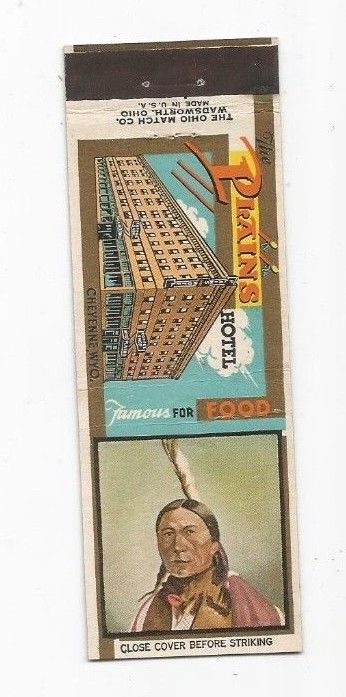 THE OHIO MATCH CO.
WADSWORTH, OHIO
MADE IN U.S.A.
The
PLAINS
HOTEL
CHEYENNE, WYO.
Famous FOR FOOD
CLOSE COVER BEFORE STRIKING